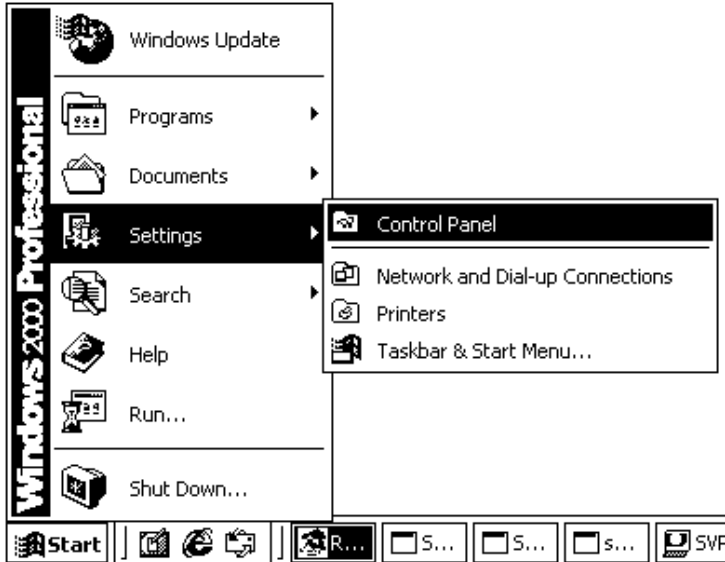 Windows 2000 Professional
Windows Update
Programs
Documents
Settings
Search
Help
Run...
Shut Down...
Control Panel
Network and Dial-up Connections
Printers
Taskbar & Start Menu...
Start
R...
S...
S...
s...
SVP